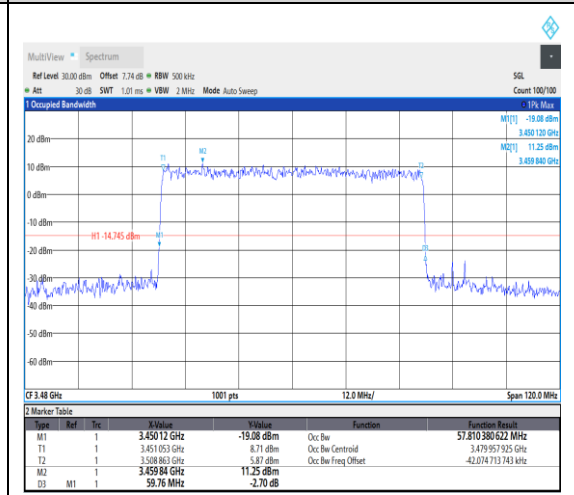 MultiView Spectrum
Ref Level 30.00 dBm Offset 7.74 dB RBW 500 kHz SGL
Att 30 dB SWT 1.01 ms VBW 2 MHz Mode Auto Sweep Count 100/100
1 Occupied Bandwidth 1Pk Max
M1[1] -19.08 dBm
3.450 120 GHz
M2[1] 11.25 dBm
3.459 840 GHz
20 dBm
T1 M2 T2
10 dBm
0 dBm
-10 dBm
H1 -14.745 dBm M1
-20 dBm
D3
-30 dBm
-40 dBm
-50 dBm
-60 dBm
CF 3.48 GHz 1001 pts 12.0 MHz/ Span 120.0 MHz
2 Marker Table
Type Ref Trc X-Value Y-Value Function Function Result
M1 1 3.45012 GHz -19.08 dBm Occ Bw 57.810 380 622 MHz
T1 1 3.451053 GHz 8.71 dBm Occ Bw Centroid 3.479 957 925 GHz
T2 1 3.508 863 GHz 5.87 dBm Occ Bw Freq Offset -42.074 713 743 kHz
M2 1 3.459 84 GHz 11.25 dBm
D3 M1 1 59.76 MHz -2.70 dB